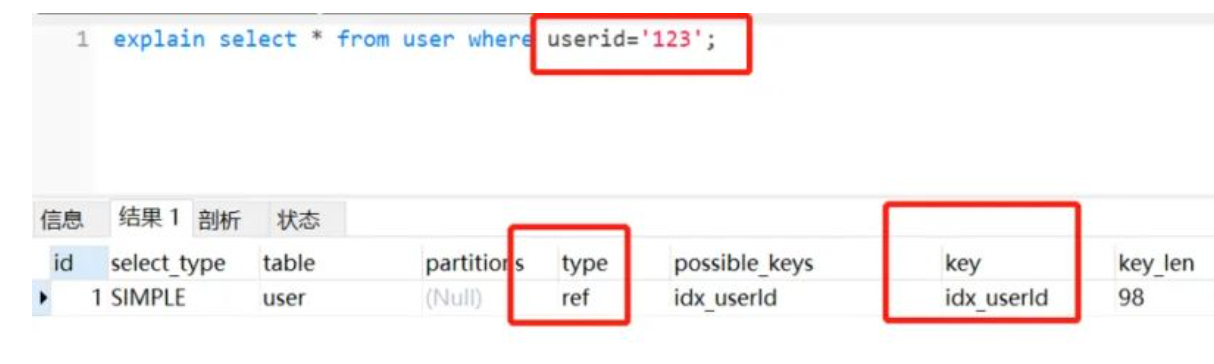 1 explain select * from user where userid='123';
信息 结果 1 剖析 状态
id select_type table partitions type possible_keys key key_len
1 SIMPLE user (Null) ref idx_userId idx_userId 98